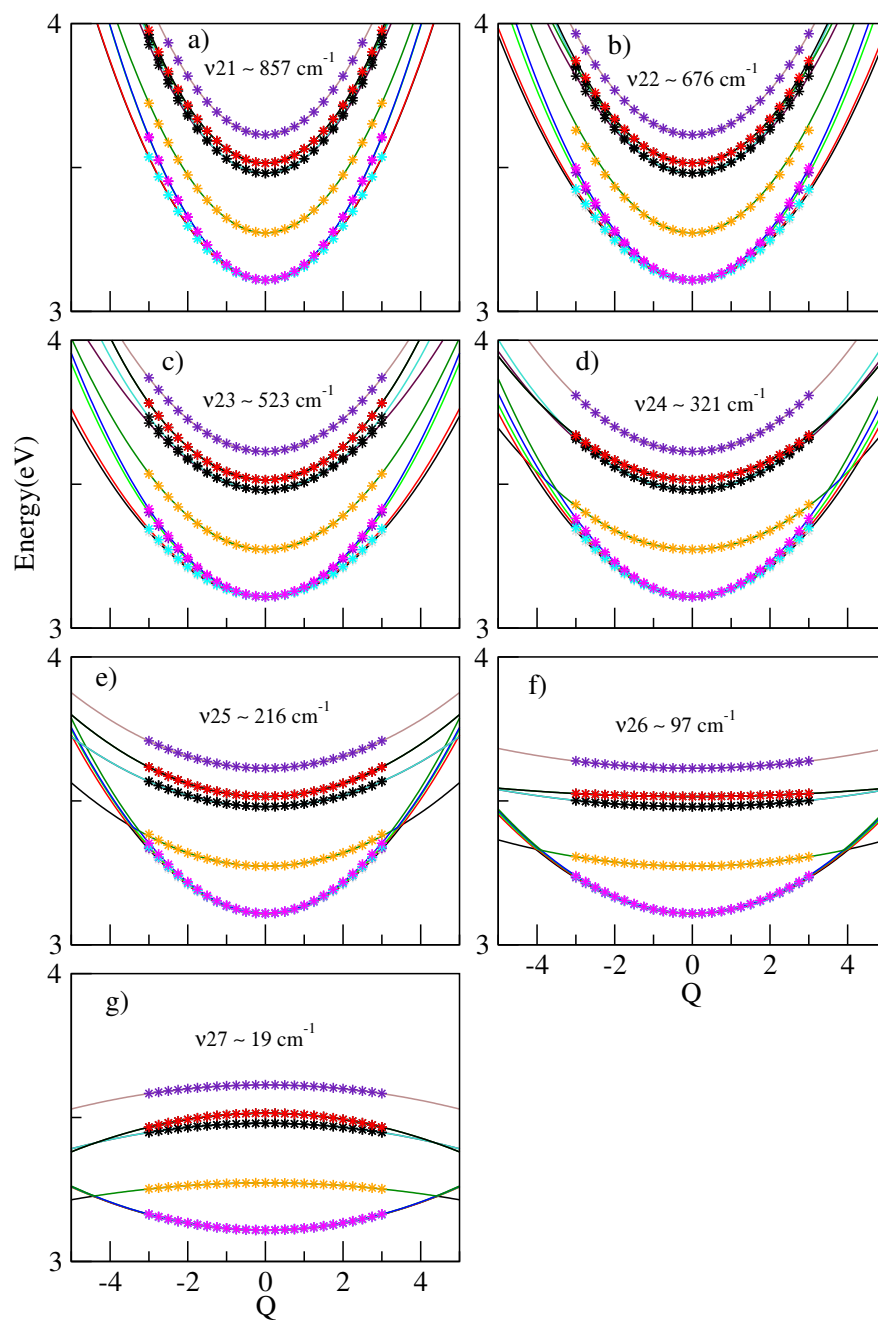 4
a)
ν21 ~ 857 cm⁻¹
3
4
b)
ν22 ~ 676 cm⁻¹
3
4
c)
ν23 ~ 523 cm⁻¹
3
4
d)
ν24 ~ 321 cm⁻¹
3
Energy(eV)
4
e)
ν25 ~ 216 cm⁻¹
3
4
f)
ν26 ~ 97 cm⁻¹
3
-4 -2 0 2 4
Q
4
g)
ν27 ~ 19 cm⁻¹
3
-4 -2 0 2 4
Q